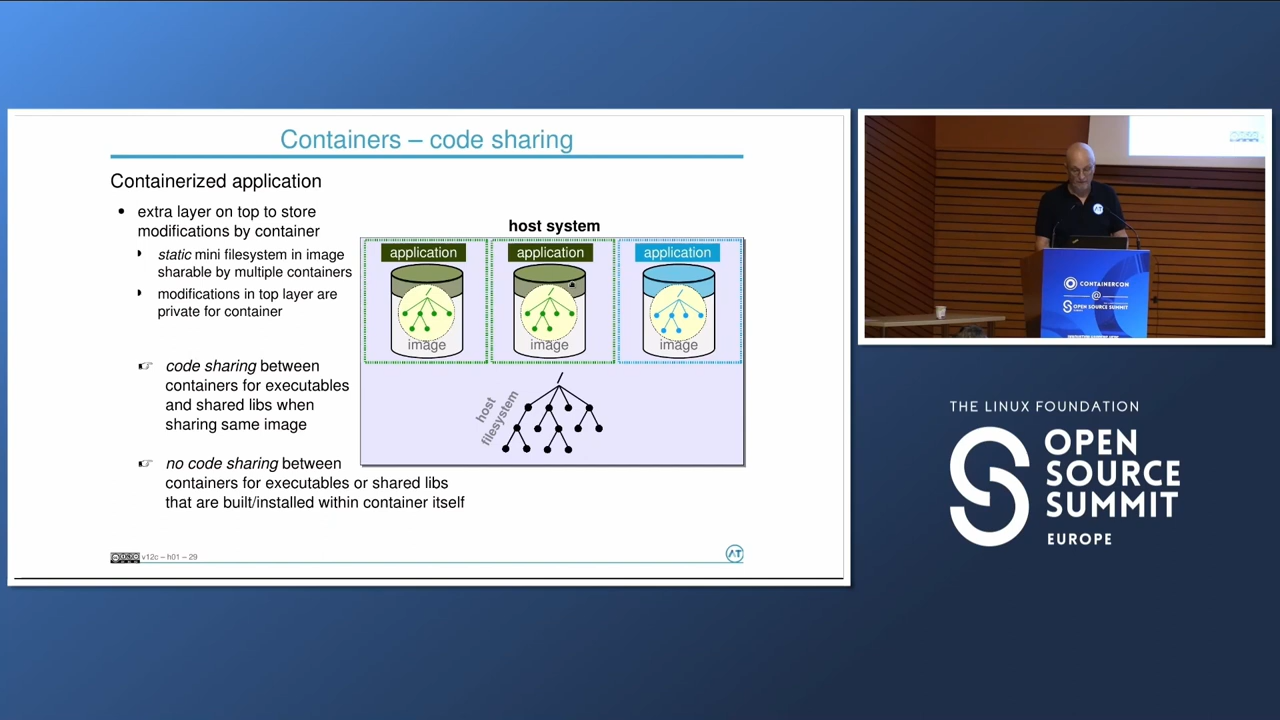 Containers – code sharing
Containerized application
• extra layer on top to store
modifications by container
static mini filesystem in image
sharable by multiple containers
modifications in top layer are
private for container
☞ code sharing between
containers for executables
and shared libs when
sharing same image
☞ no code sharing between
containers for executables or shared libs
that are built/installed within container itself
host system
application application application
/ / /
image image image
/
host
filesystem
v12c – h01 – 29
AT
AT
CONTAINERCON
@
OPEN SOURCE SUMMIT
THE LINUX FOUNDATION
OPEN
SOURCE
SUMMIT
EUROPE